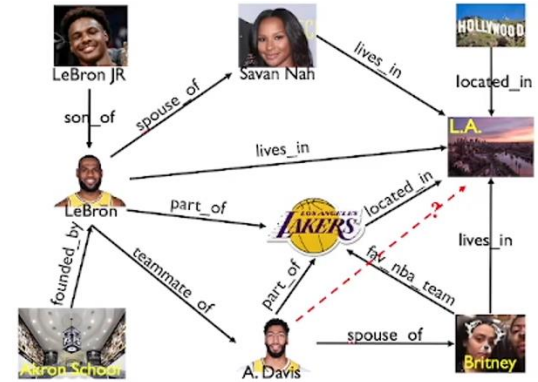 LeBron JR
Savan Nah
HOLLYWOOD
lives_in
located_in
son_of
spouse_of
L.A.
lives_in
LeBron
part_of
LOS ANGELES
LAKERS
located_in
?
founded_by
teammate_of
part_of
fav_nba_team
lives_in
Akron School
A. Davis
spouse_of
Britney